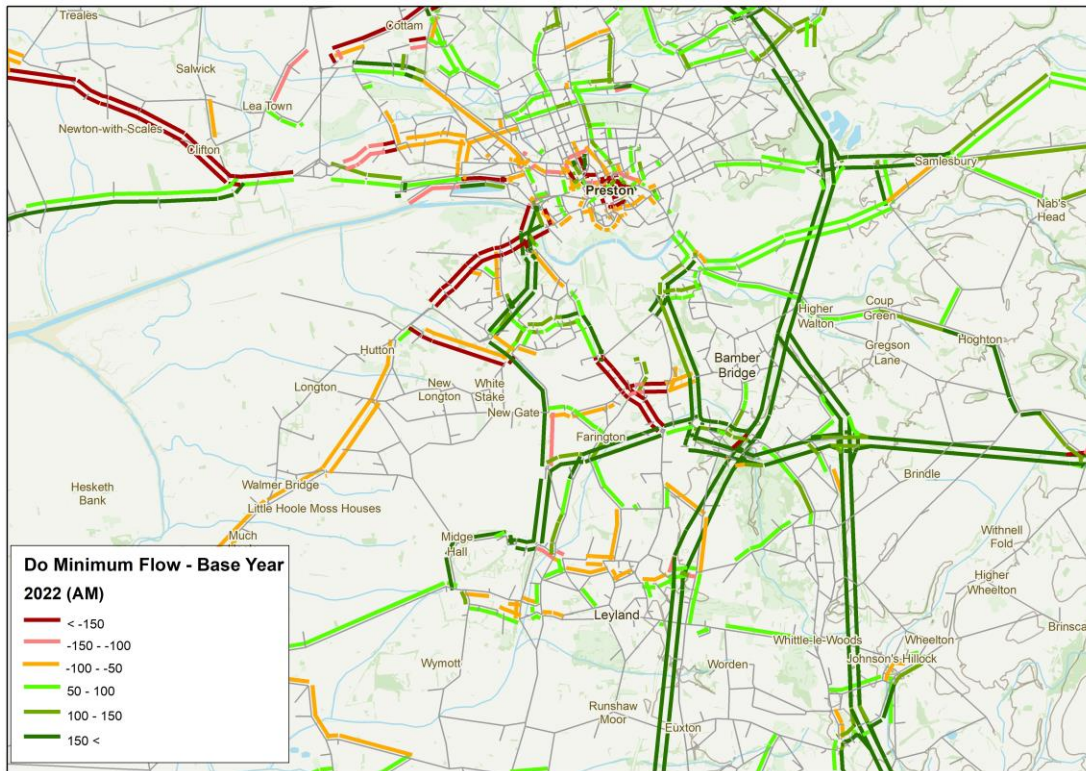 Treales
Cottam
Salwick
Lea Town
Newton-with-Scales
Clifton
Samlesbury
Preston
Nab's
Head
Higher
Walton
Coup
Green
Hoghton
Gregson
Lane
Hutton
Bamber
Bridge
Longton
New
Longton
White
Stake
New Gate
Farington
Brindle
Hesketh
Bank
Walmer Bridge
Little Hoole Moss Houses
Much
Midge
Hall
Withnell
Fold
Higher
Wheelton
Leyland
Brinsca
Whittle-le-Woods
Wheelton
Johnson's Hillock
Wymott
Worden
Runshaw
Moor
Euxton
Do Minimum Flow - Base Year
2022 (AM)
< -150
-150 - -100
-100 - -50
50 - 100
100 - 150
150 <